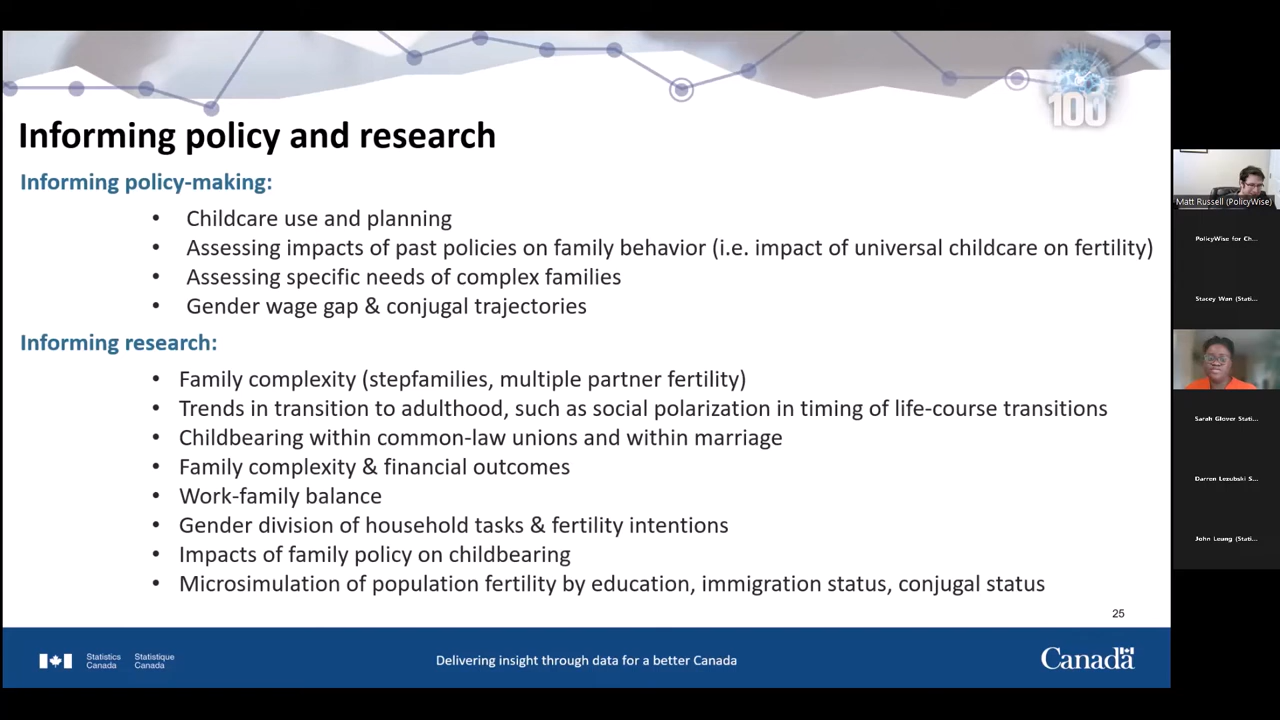 100
Informing policy and research
Informing policy-making:
• Childcare use and planning
• Assessing impacts of past policies on family behavior (i.e. impact of universal childcare on fertility)
• Assessing specific needs of complex families
• Gender wage gap & conjugal trajectories
Informing research:
• Family complexity (stepfamilies, multiple partner fertility)
• Trends in transition to adulthood, such as social polarization in timing of life-course transitions
• Childbearing within common-law unions and within marriage
• Family complexity & financial outcomes
• Work-family balance
• Gender division of household tasks & fertility intentions
• Impacts of family policy on childbearing
• Microsimulation of population fertility by education, immigration status, conjugal status
25
Statistics
Canada
Statistique
Canada
Delivering insight through data for a better Canada
Canada
Matt Russell (PolicyWise)
PolicyWise for Ch...
Stacey Wan (Stati...
Sarah Glover Stati...
Darren Lezubski S...
John Leung (Stati...